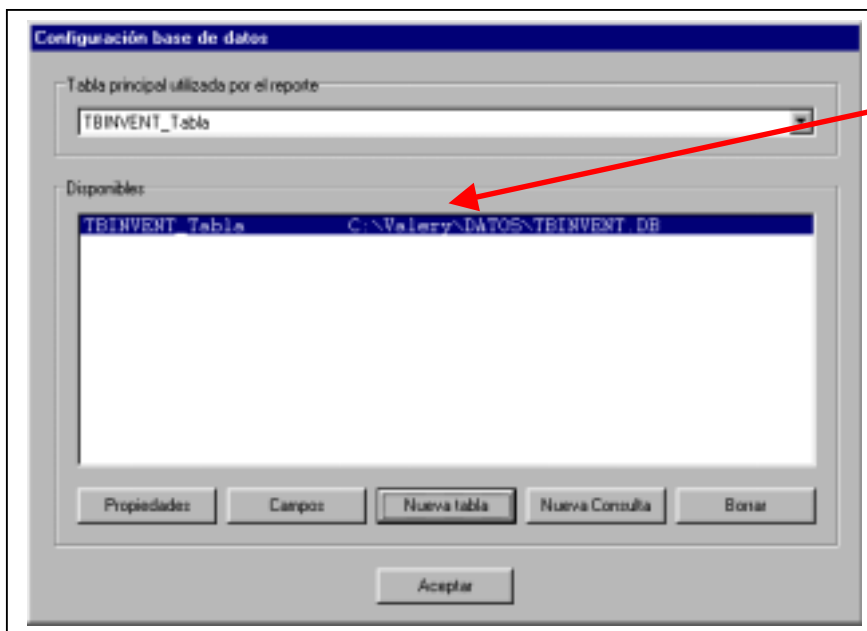 Configuración base de datos
Tabla principal utilizada por el reporte
TBINVENT_Tabla
Disponibles
TBINVENT_Tabla C:\Valery\DATOS\TBINVENT.DB
Propiedades Campos Nueva tabla Nueva Consulta Borrar
Aceptar